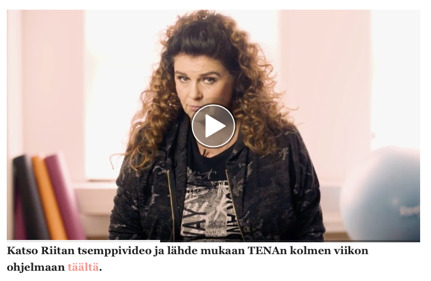 Katso Riitan tsemppivideo ja lähde mukaan TENAn kolmen viikon
ohjelmaan täältä.